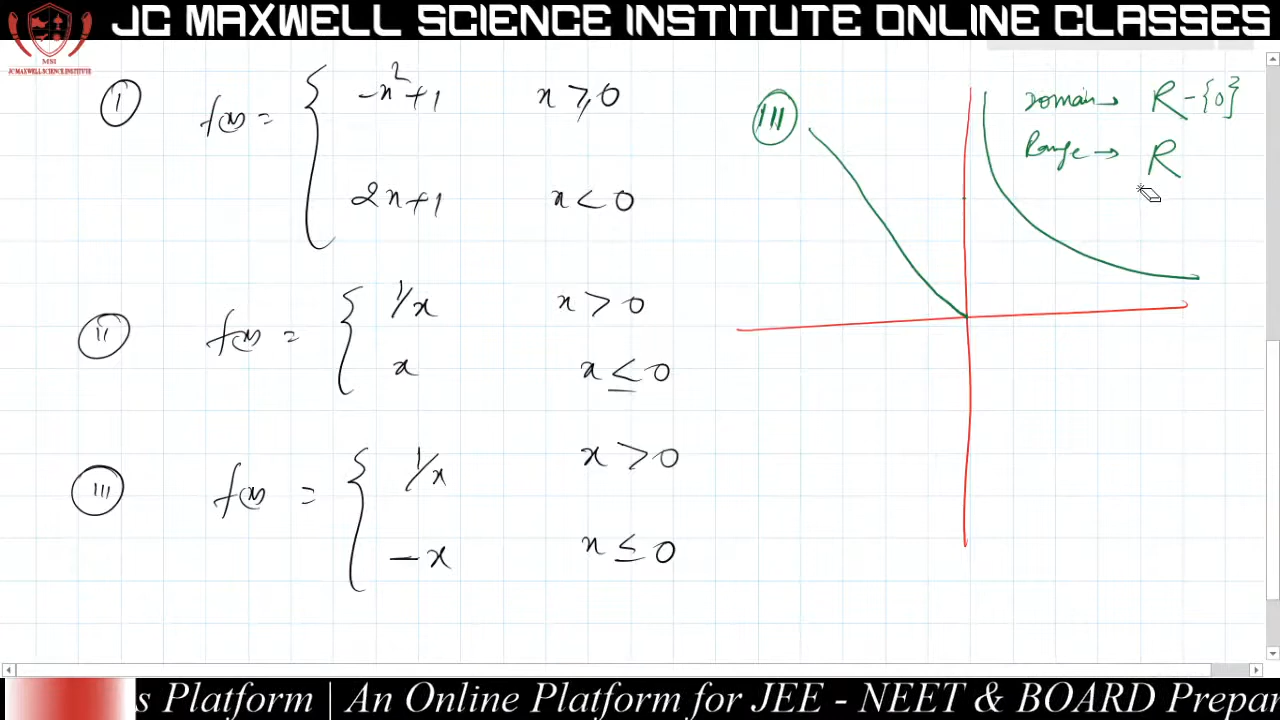 JC MAXWELL SCIENCE INSTITUTE ONLINE CLASSES
MSI
JC MAXWELL SCIENCE INSTITUTE
I f(x) = { -x²+1 x ≥ 0
2x+1 x < 0
II f(x) = { 1/x x > 0
x x ≤ 0
III f(x) = { 1/x x > 0
-x x ≤ 0
III
Domain → R - {0}
Range → R
s Platform | An Online Platform for JEE - NEET & BOARD Prepar